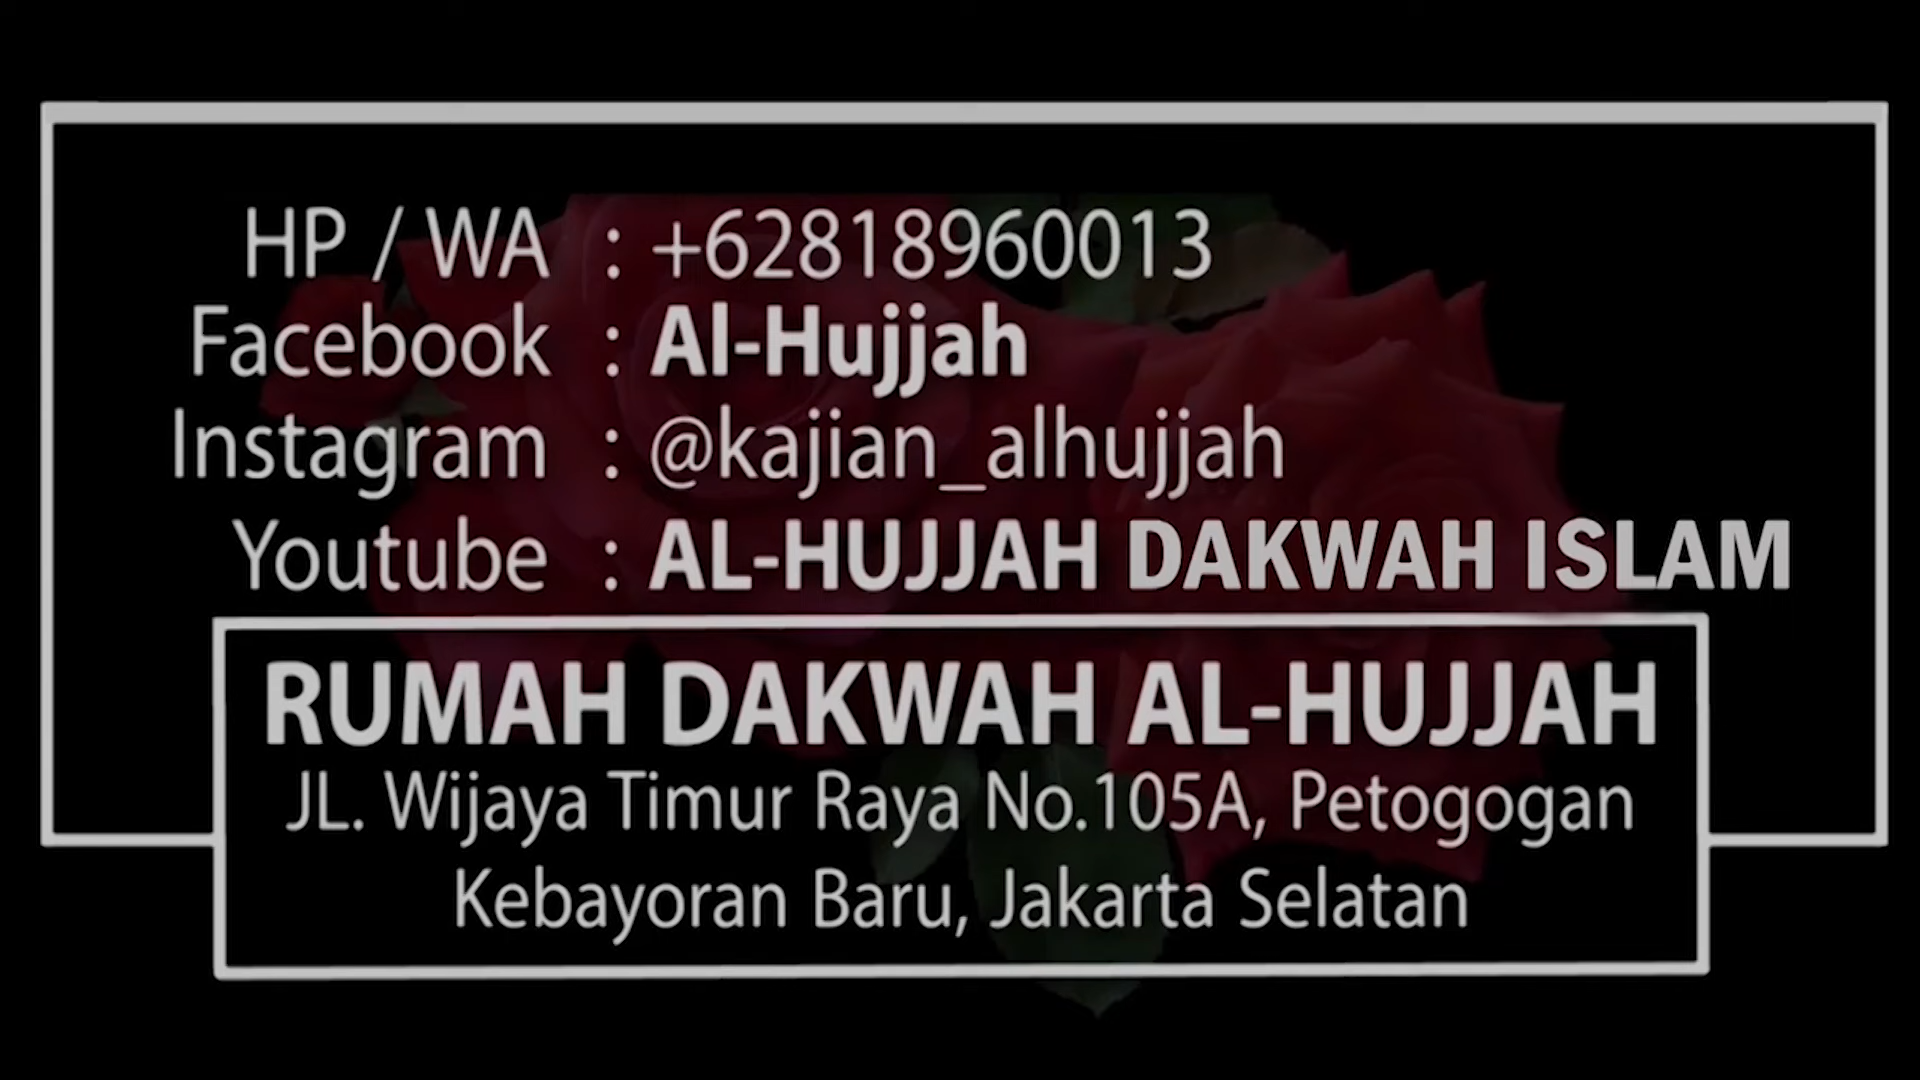 HP / WA : +62818960013
Facebook : Al-Hujjah
Instagram : @kajian_alhujjah
Youtube : AL-HUJJAH DAKWAH ISLAM
RUMAH DAKWAH AL-HUJJAH
JL. Wijaya Timur Raya No.105A, Petogogan
Kebayoran Baru, Jakarta Selatan